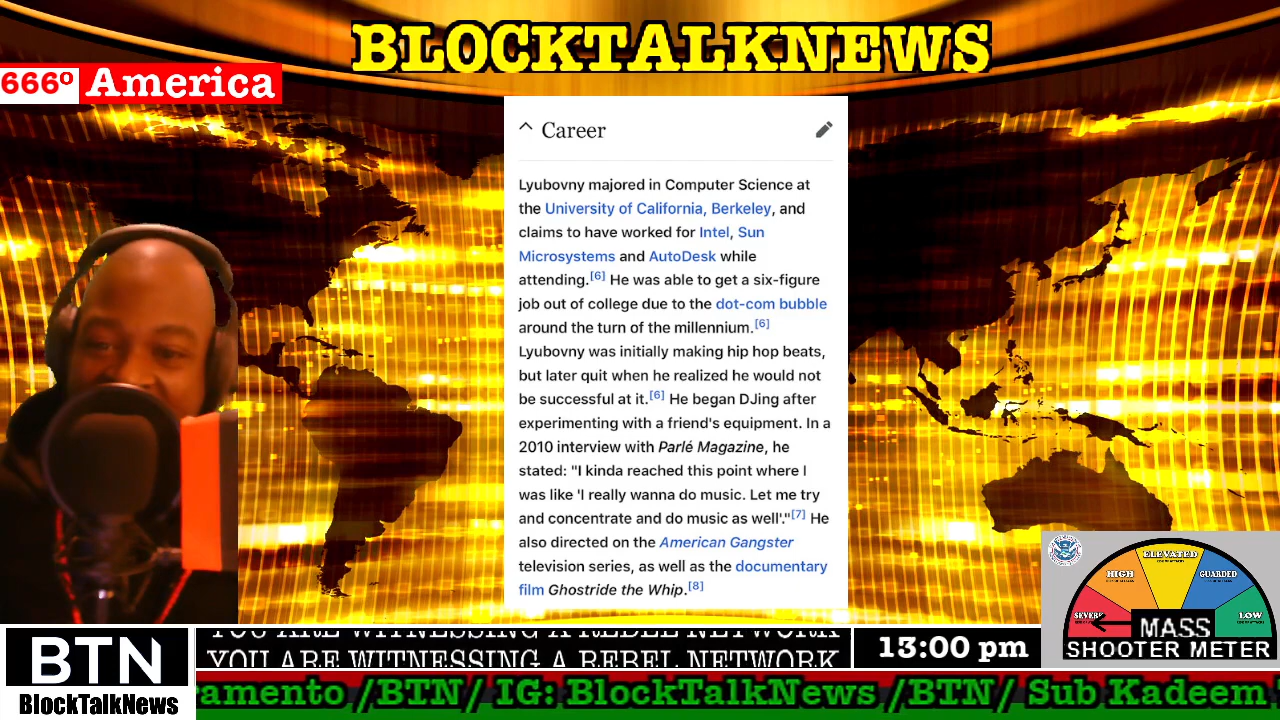 BLOCKTALKNEWS
666º America
Career
Lyubovny majored in Computer Science at
the University of California, Berkeley, and
claims to have worked for Intel, Sun
Microsystems and AutoDesk while
attending.[6] He was able to get a six-figure
job out of college due to the dot-com bubble
around the turn of the millennium.[6]
Lyubovny was initially making hip hop beats,
but later quit when he realized he would not
be successful at it.[6] He began DJing after
experimenting with a friend's equipment. In a
2010 interview with Parlé Magazine, he
stated: "I kinda reached this point where I
was like 'I really wanna do music. Let me try
and concentrate and do music as well'."[7] He
also directed on the American Gangster
television series, as well as the documentary
film Ghostride the Whip.[8]
SEVERE
HIGH
ELEVATED
GUARDED
LOW
MASS
SHOOTER METER
BTN
BlockTalkNews
YOU ARE WITNESSING A REBEL NETWORK
YOU ARE WITNESSING A REBEL NETWORK
13:00 pm
ramento /BTN/ IG: BlockTalkNews /BTN/ Sub Kadeem